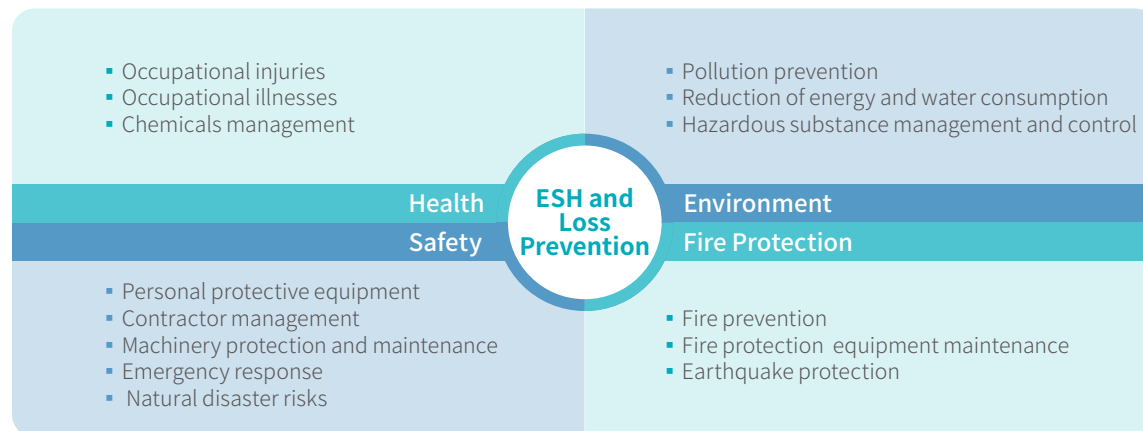 ▪ Occupational injuries
▪ Occupational illnesses
▪ Chemicals management
Health
▪ Pollution prevention
▪ Reduction of energy and water consumption
▪ Hazardous substance management and control
Environment
ESH and
Loss
Prevention
Safety
▪ Personal protective equipment
▪ Contractor management
▪ Machinery protection and maintenance
▪ Emergency response
▪ Natural disaster risks
Fire Protection
▪ Fire prevention
▪ Fire protection equipment maintenance
▪ Earthquake protection